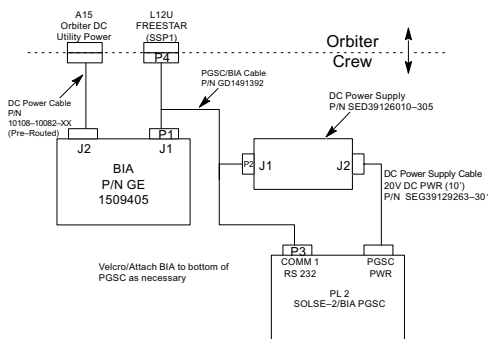 A15
Orbiter DC
Utility Power
L12U
FREESTAR
(SSP1)
P4
Orbiter
Crew
PGSC/BIA Cable
P/N GD1491392
DC Power Cable
P/N
10108–10082–XX
(Pre–Routed)
DC Power Supply
P/N SED39126010–305
P1
J2
J1
BIA
P/N GE
1509405
P2
J1
J2
DC Power Supply Cable
20V DC PWR (10')
P/N SEG39129263–301
Velcro/Attach BIA to bottom of
PGSC as necessary
P3
COMM 1
RS 232
PGSC
PWR
PL 2
SOLSE–2/BIA PGSC